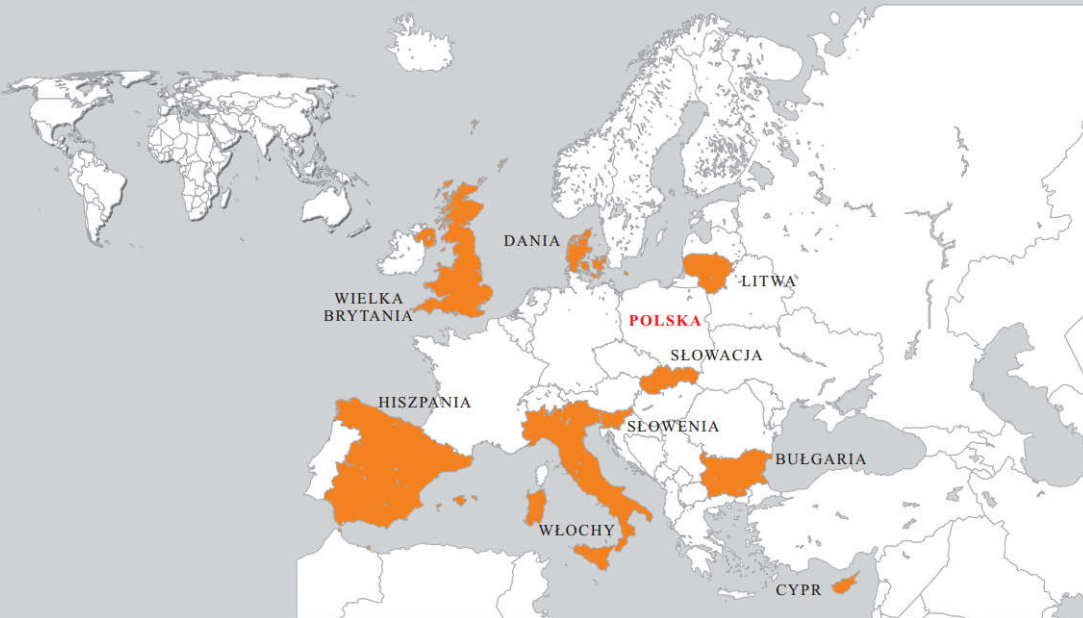 DANIA
LITWA
WIELKA
BRYTANIA
POLSKA
SŁOWACJA
HISZPANIA
SŁOWENIA
BUŁGARIA
WŁOCHY
CYPR